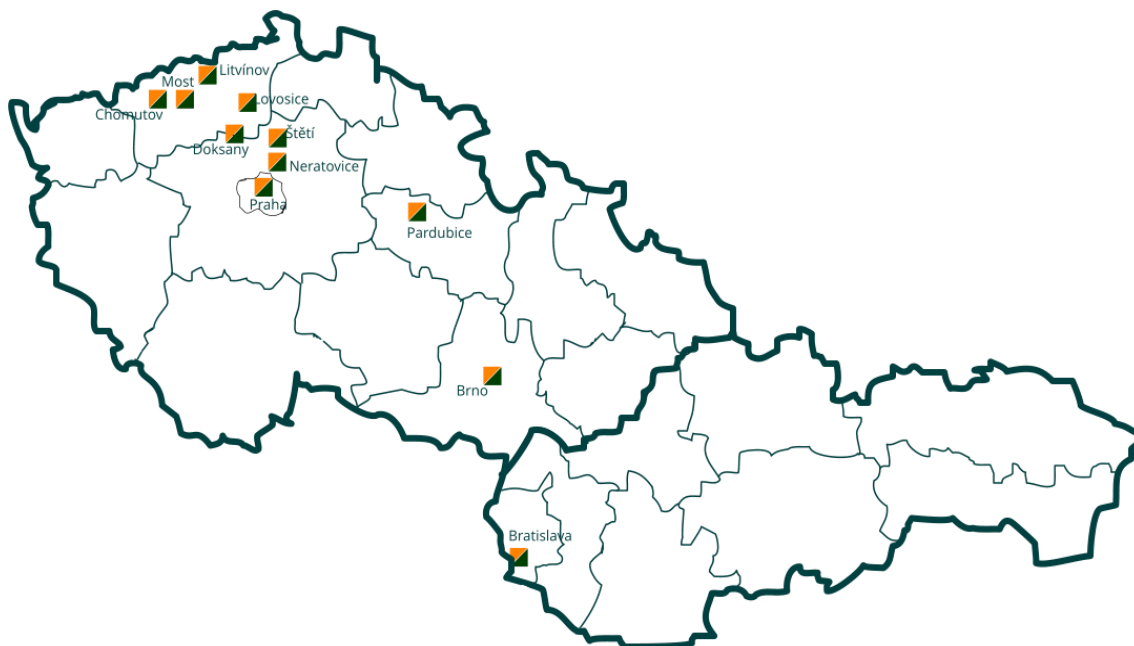 Litvínov
Most
Chomutov
Lovosice
Štětí
Doksany
Neratovice
Praha
Pardubice
Brno
Bratislava